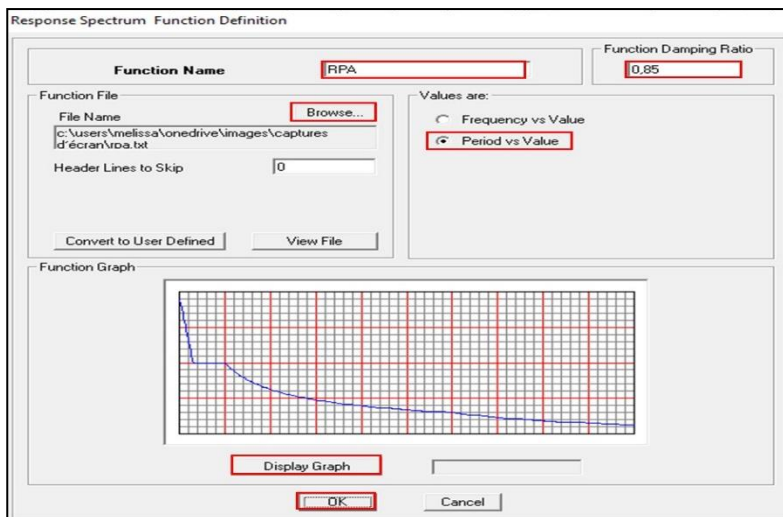 Response Spectrum Function Definition
Function Name
RPA
Function Damping Ratio
0,85
Function File
File Name
Browse...
c:\users\melissa\onedrive\images\captures
d'écran\rpa.txt
Header Lines to Skip
0
Convert to User Defined
View File
Values are:
Frequency vs Value
Period vs Value
Function Graph
Display Graph
OK
Cancel